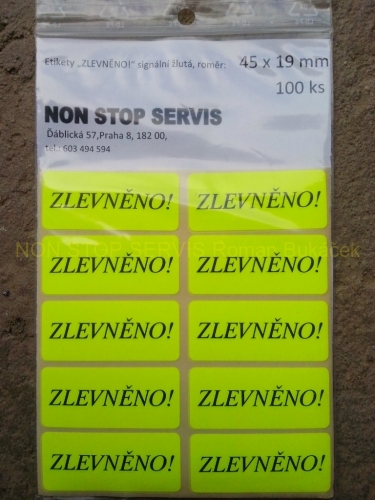 Etikety „ZLEVNĚNO!" signální žlutá, roměr: 45 x 19 mm
100 ks
NON STOP SERVIS
Ďáblická 57,Praha 8, 182 00,
tel: 603 494 594
ZLEVNĚNO! ZLEVNĚNO!
ZLEVNĚNO! ZLEVNĚNO!
NON STOP SERVIS Roman Bukáček
ZLEVNĚNO! ZLEVNĚNO!
ZLEVNĚNO! ZLEVNĚNO!
ZLEVNĚNO! ZLEVNĚNO!